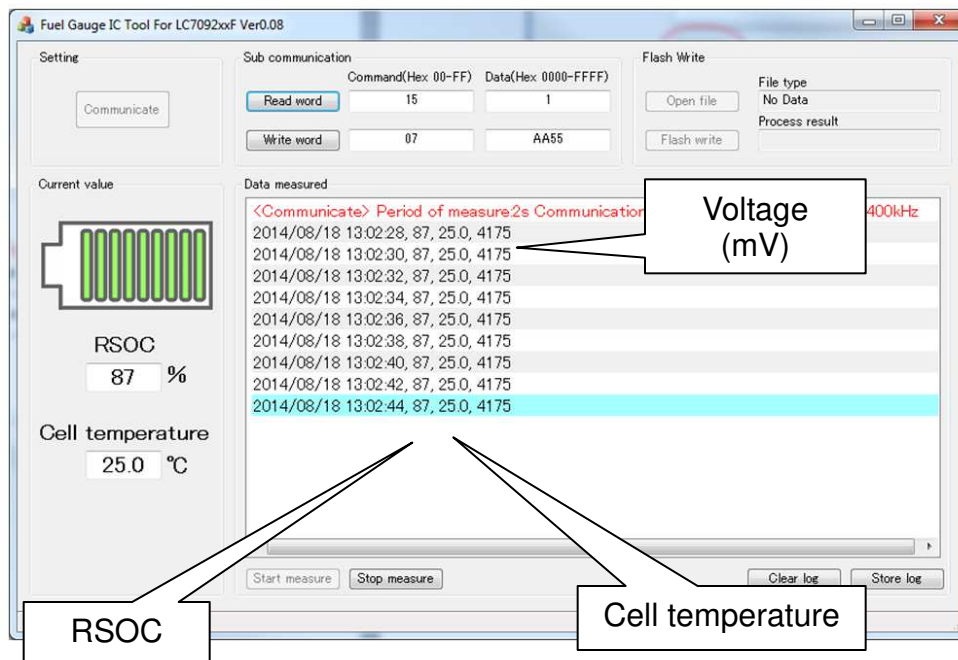 Fuel Gauge IC Tool For LC7092xxF Ver0.08
Setting
Communicate
Sub communication
Command(Hex 00-FF) Data(Hex 0000-FFFF)
Read word 15 1
Write word 07 AA55
Flash Write
File type
Open file No Data
Process result
Flash write
Current value
RSOC
87 %
Cell temperature
25.0 ℃
Data measured
<Communicate> Period of measure:2s Communication 400kHz
2014/08/18 13:02:28, 87, 25.0, 4175
2014/08/18 13:02:30, 87, 25.0, 4175
2014/08/18 13:02:32, 87, 25.0, 4175
2014/08/18 13:02:34, 87, 25.0, 4175
2014/08/18 13:02:36, 87, 25.0, 4175
2014/08/18 13:02:38, 87, 25.0, 4175
2014/08/18 13:02:40, 87, 25.0, 4175
2014/08/18 13:02:42, 87, 25.0, 4175
2014/08/18 13:02:44, 87, 25.0, 4175
Voltage
(mV)
Start measure Stop measure Clear log Store log
RSOC
Cell temperature